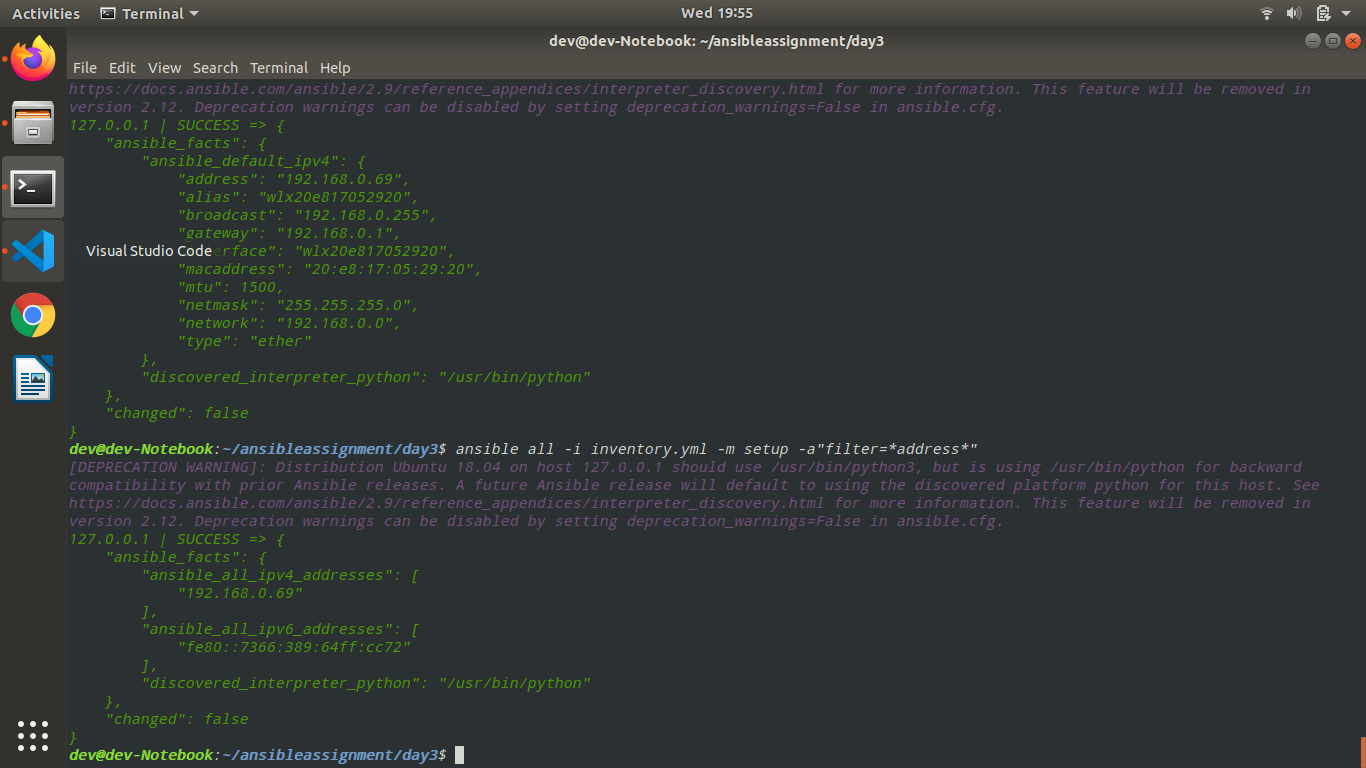 Activities Terminal Wed 19:55
dev@dev-Notebook: ~/ansibleassignment/day3
File Edit View Search Terminal Help
https://docs.ansible.com/ansible/2.9/reference_appendices/interpreter_discovery.html for more information. This feature will be removed in
version 2.12. Deprecation warnings can be disabled by setting deprecation_warnings=False in ansible.cfg.
127.0.0.1 | SUCCESS => {
    "ansible_facts": {
        "ansible_default_ipv4": {
            "address": "192.168.0.69",
            "alias": "wlx20e817052920",
            "broadcast": "192.168.0.255",
            "gateway": "192.168.0.1",
Visual Studio Code erface": "wlx20e817052920",
            "macaddress": "20:e8:17:05:29:20",
            "mtu": 1500,
            "netmask": "255.255.255.0",
            "network": "192.168.0.0",
            "type": "ether"
        },
        "discovered_interpreter_python": "/usr/bin/python"
    },
    "changed": false
}
dev@dev-Notebook:~/ansibleassignment/day3$ ansible all -i inventory.yml -m setup -a"filter=*address*"
[DEPRECATION WARNING]: Distribution Ubuntu 18.04 on host 127.0.0.1 should use /usr/bin/python3, but is using /usr/bin/python for backward
compatibility with prior Ansible releases. A future Ansible release will default to using the discovered platform python for this host. See
https://docs.ansible.com/ansible/2.9/reference_appendices/interpreter_discovery.html for more information. This feature will be removed in
version 2.12. Deprecation warnings can be disabled by setting deprecation_warnings=False in ansible.cfg.
127.0.0.1 | SUCCESS => {
    "ansible_facts": {
        "ansible_all_ipv4_addresses": [
            "192.168.0.69"
        ],
        "ansible_all_ipv6_addresses": [
            "fe80::7366:389:64ff:cc72"
        ],
        "discovered_interpreter_python": "/usr/bin/python"
    },
    "changed": false
}
dev@dev-Notebook:~/ansibleassignment/day3$